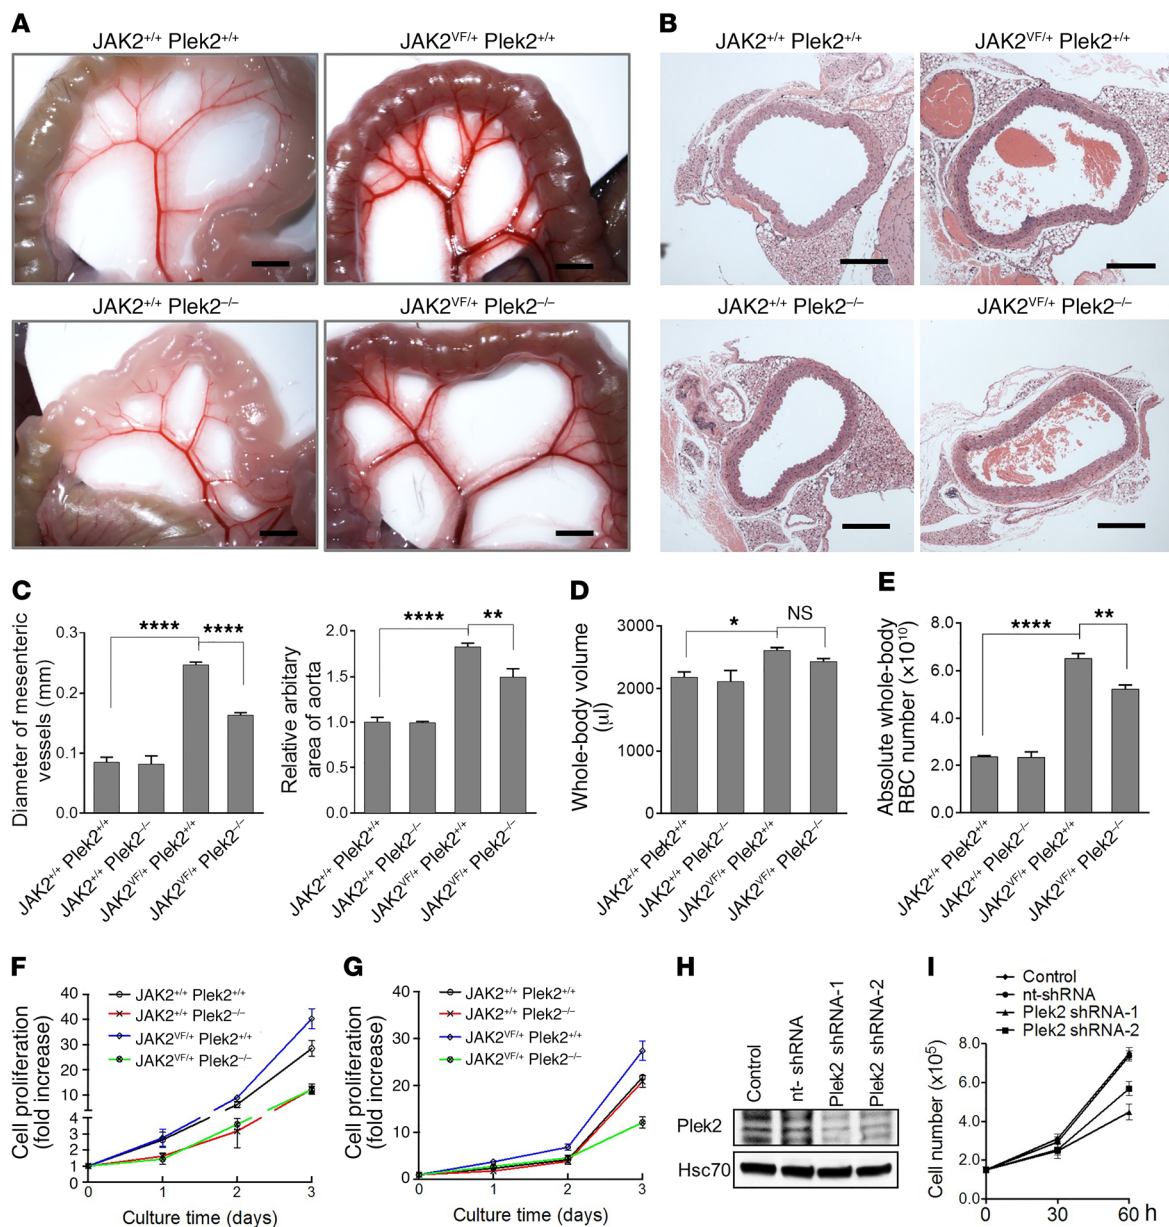 A
JAK2+/+ Plek2+/+
JAK2VF/+ Plek2+/+
JAK2+/+ Plek2–/–
JAK2VF/+ Plek2–/–
B
JAK2+/+ Plek2+/+
JAK2VF/+ Plek2+/+
JAK2+/+ Plek2–/–
JAK2VF/+ Plek2–/–
C
Diameter of mesenteric
vessels (mm)
0.3
0.2
0.1
0.0
****
****
JAK2+/+ Plek2+/+
JAK2+/+ Plek2–/–
JAK2VF/+ Plek2+/+
JAK2VF/+ Plek2–/–
Relative arbitary
area of aorta
2.0
1.5
1.0
0.5
0.0
****
**
JAK2+/+ Plek2+/+
JAK2+/+ Plek2–/–
JAK2VF/+ Plek2+/+
JAK2VF/+ Plek2–/–
D
Whole-body volume
(μl)
3000
2000
1000
0
*
NS
JAK2+/+ Plek2+/+
JAK2+/+ Plek2–/–
JAK2VF/+ Plek2+/+
JAK2VF/+ Plek2–/–
E
Absolute whole-body
RBC number (×10¹⁰)
8.0
6.0
4.0
2.0
0.0
****
**
JAK2+/+ Plek2+/+
JAK2+/+ Plek2–/–
JAK2VF/+ Plek2+/+
JAK2VF/+ Plek2–/–
F
Cell proliferation
(fold increase)
40
40
30
20
10
4
3
2
1
0
JAK2+/+ Plek2+/+
JAK2+/+ Plek2–/–
JAK2VF/+ Plek2+/+
JAK2VF/+ Plek2–/–
0
1
2
3
Culture time (days)
G
Cell proliferation
(fold increase)
40
30
20
10
0
JAK2+/+ Plek2+/+
JAK2+/+ Plek2–/–
JAK2VF/+ Plek2+/+
JAK2VF/+ Plek2–/–
0
1
2
3
Culture time (days)
H
Control
nt- shRNA
Plek2 shRNA-1
Plek2 shRNA-2
Plek2
Hsc70
I
Control
nt-shRNA
Plek2 shRNA-1
Plek2 shRNA-2
Cell number (×10⁵)
8.0
6.0
4.0
2.0
0.0
0
30
60 h